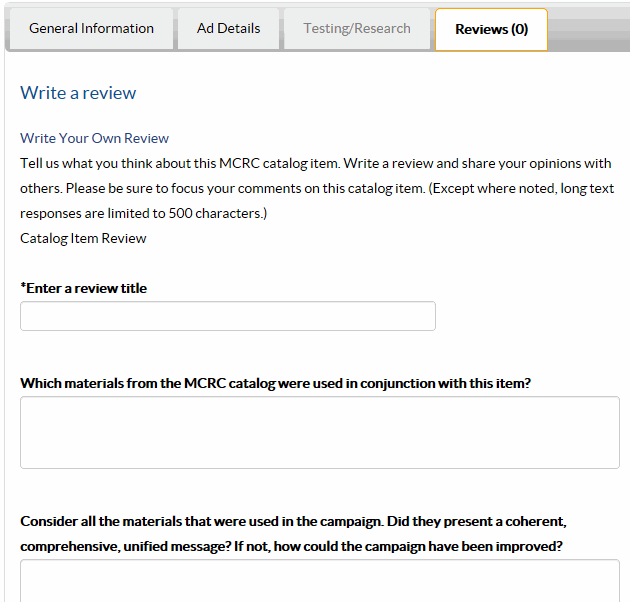 General Information
Ad Details
Testing/Research
Reviews (0)
Write a review
Write Your Own Review
Tell us what you think about this MCRC catalog item. Write a review and share your opinions with
others. Please be sure to focus your comments on this catalog item. (Except where noted, long text
responses are limited to 500 characters.)
Catalog Item Review
*Enter a review title
Which materials from the MCRC catalog were used in conjunction with this item?
Consider all the materials that were used in the campaign. Did they present a coherent,
comprehensive, unified message? If not, how could the campaign have been improved?